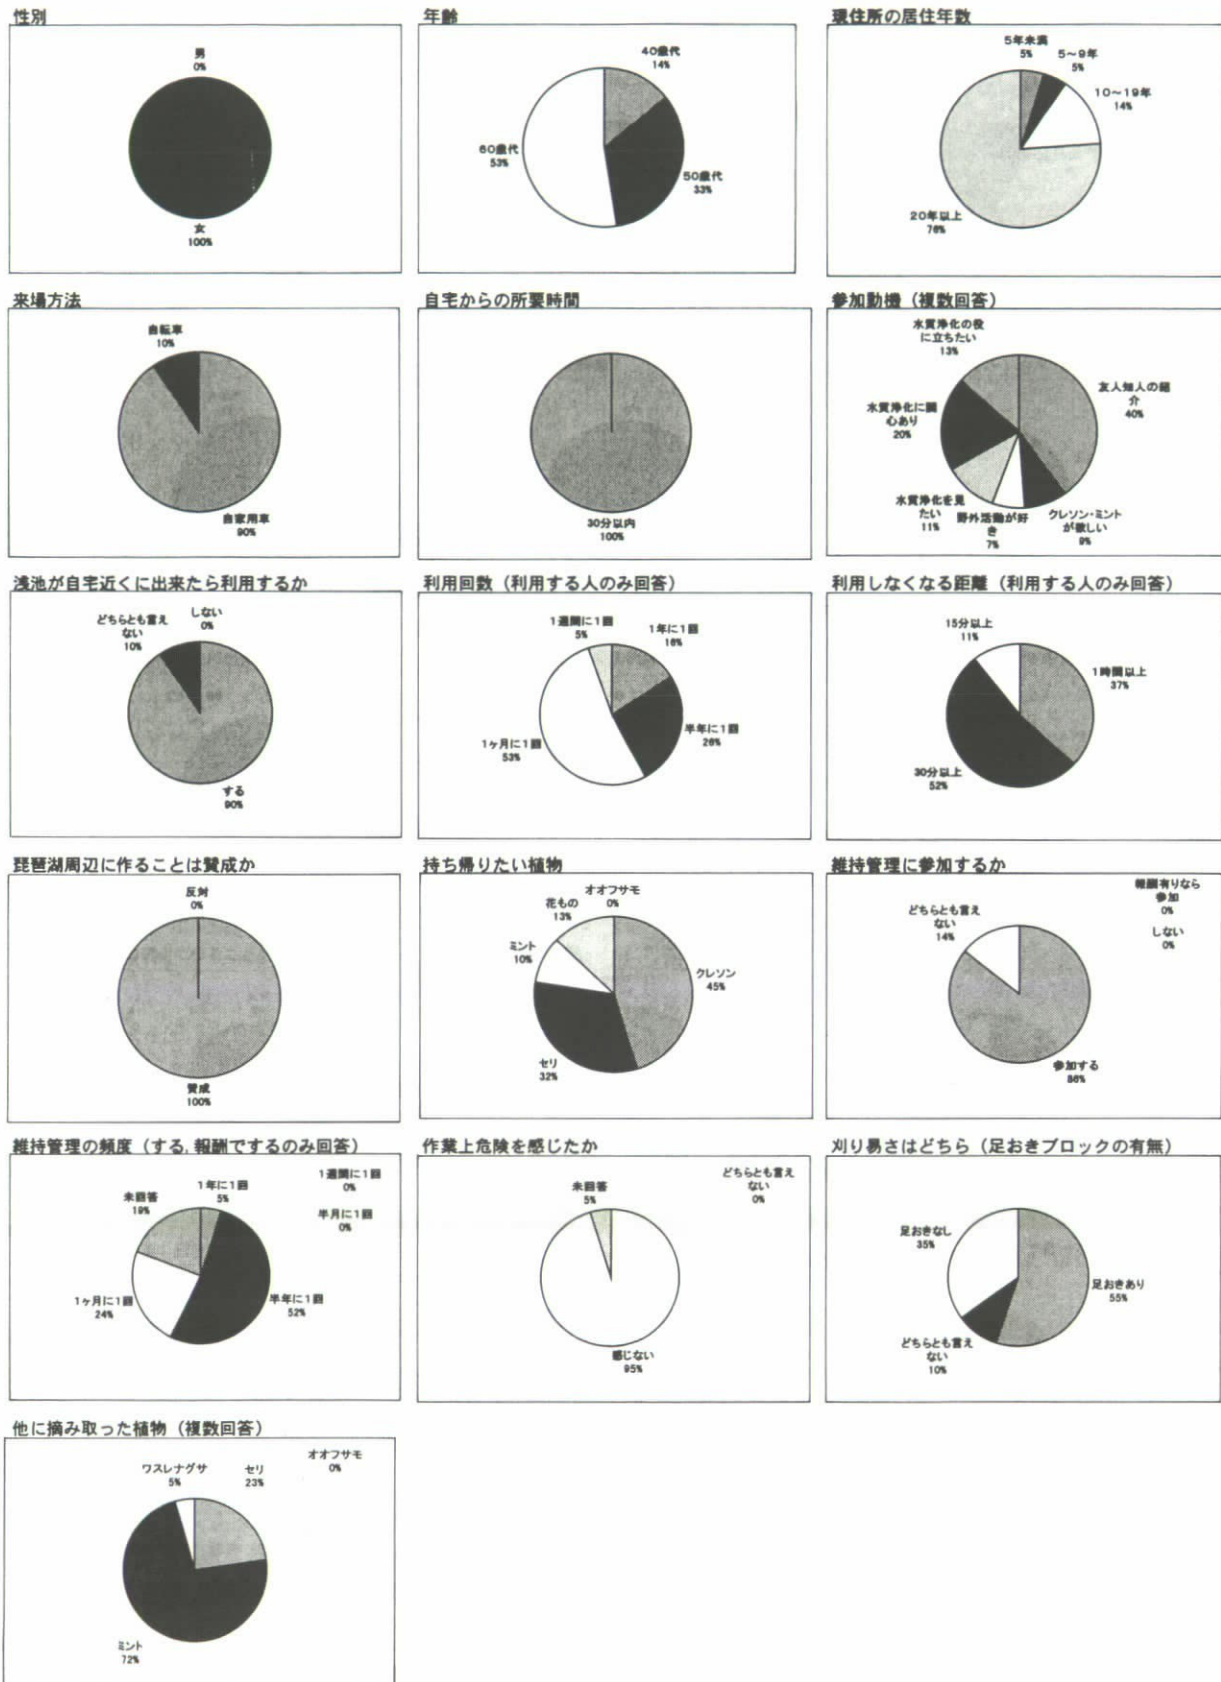 性別
男
0%
女
100%
年齢
40歳代
14%
50歳代
33%
60歳代
53%
現住所の居住年数
5年未満
5%
5～9年
5%
10～19年
14%
20年以上
76%
来場方法
自転車
10%
自家用車
90%
自宅からの所要時間
30分以内
100%
参加動機（複数回答）
水質浄化の役
に立ちたい
13%
友人知人の紹
介
40%
水質浄化に関
心あり
20%
水質浄化を見
たい
11%
野外活動が好
き
7%
クレソン・ミント
が欲しい
9%
浅池が自宅近くに出来たら利用するか
どちらとも言え
ない
10%
しない
0%
する
90%
利用回数（利用する人のみ回答）
1週間に1回
5%
1年に1回
16%
半年に1回
26%
1ヶ月に1回
53%
利用しなくなる距離（利用する人のみ回答）
15分以上
11%
1時間以上
37%
30分以上
52%
琵琶湖周辺に作ることは賛成か
反対
0%
賛成
100%
持ち帰りたい植物
オオフサモ
0%
花もの
13%
ミント
10%
クレソン
45%
セリ
32%
維持管理に参加するか
報酬有りなら
参加
0%
どちらとも言え
ない
14%
しない
0%
参加する
86%
維持管理の頻度（する,報酬でするのみ回答）
1週間に1回
0%
未回答
19%
1年に1回
5%
半月に1回
0%
1ヶ月に1回
24%
半年に1回
52%
作業上危険を感じたか
どちらとも言え
ない
0%
未回答
5%
感じない
95%
刈り易さはどちら（足おきブロックの有無）
足おきなし
35%
足おきあり
55%
どちらとも言え
ない
10%
他に摘み取った植物（複数回答）
オオフサモ
0%
ワスレナグサ
5%
セリ
23%
ミント
72%